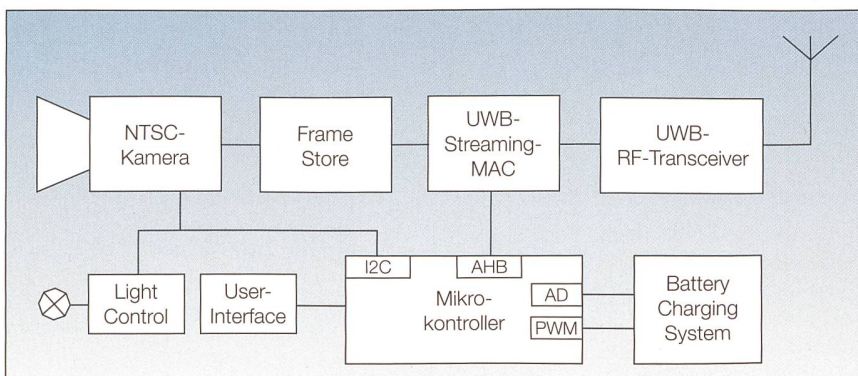 NTSC-
Kamera
Frame
Store
UWB-
Streaming-
MAC
UWB-
RF-Transceiver
Light
Control
User-
Interface
I2C
AHB
Mikro-
kontroller
AD
PWM
Battery
Charging
System